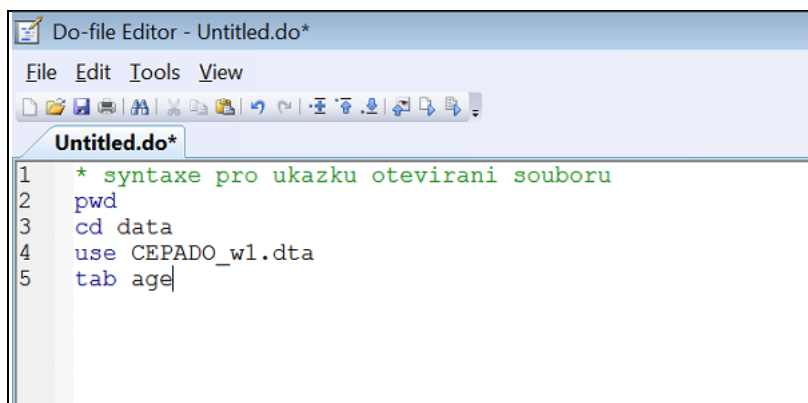 Do-file Editor - Untitled.do*
File Edit Tools View
Untitled.do*
1 * syntaxe pro ukazku otevirani souboru
2 pwd
3 cd data
4 use CEPADO_w1.dta
5 tab age